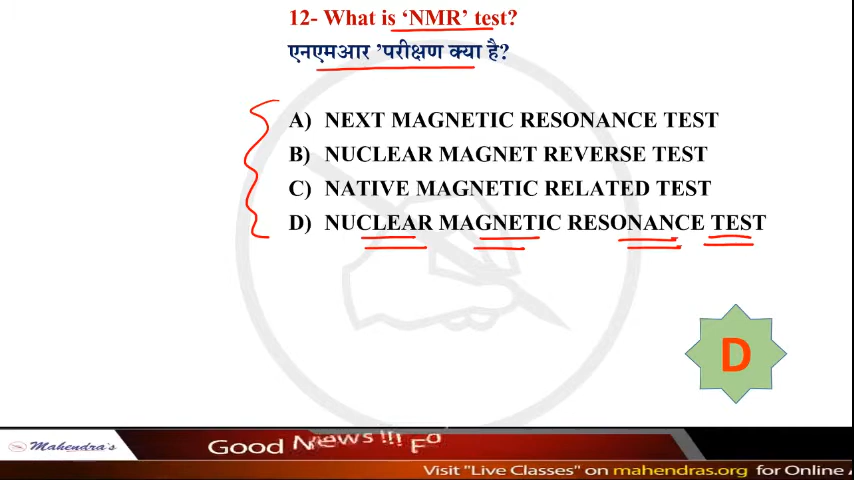 12- What is ‘NMR’ test?
एनएमआर ’परीक्षण क्या है?
A) NEXT MAGNETIC RESONANCE TEST
B) NUCLEAR MAGNET REVERSE TEST
C) NATIVE MAGNETIC RELATED TEST
D) NUCLEAR MAGNETIC RESONANCE TEST
D
Mahendra's
Good News !!! Fo
Visit "Live Classes" on mahendras.org for Online